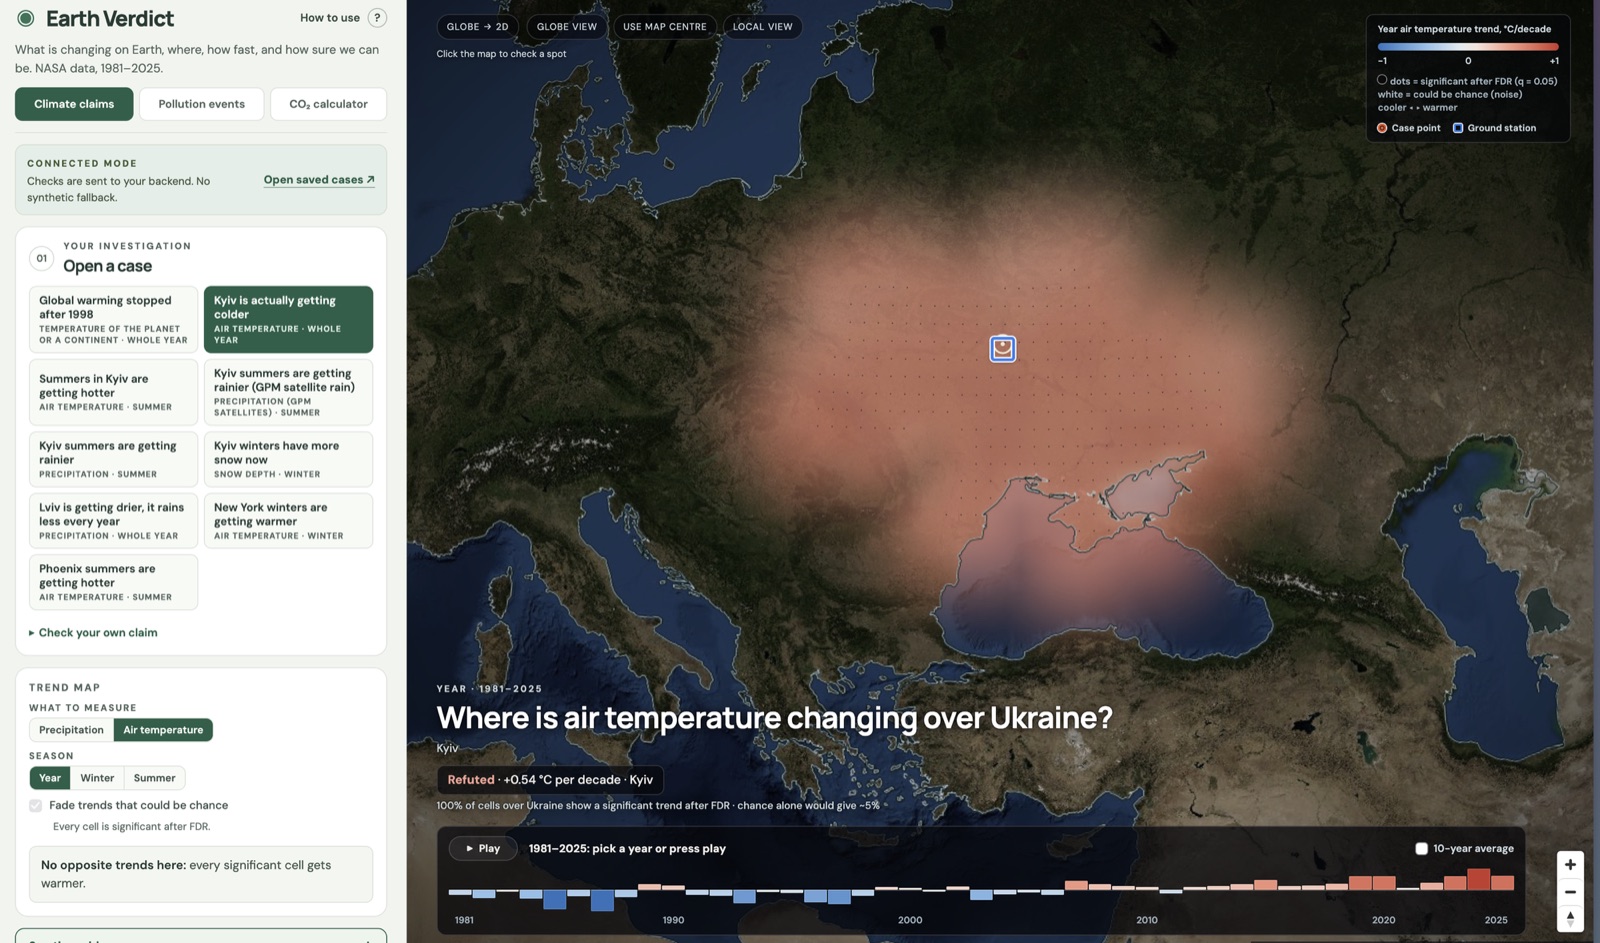 Earth Verdict
How to use ?
What is changing on Earth, where, how fast, and how sure we can
be. NASA data, 1981–2025.
Climate claims
Pollution events
CO₂ calculator
CONNECTED MODE
Checks are sent to your backend. No
synthetic fallback.
Open saved cases ↗
01
YOUR INVESTIGATION
Open a case
Global warming stopped
after 1998
TEMPERATURE OF THE PLANET
OR A CONTINENT · WHOLE YEAR
Kyiv is actually getting
colder
AIR TEMPERATURE · WHOLE
YEAR
Summers in Kyiv are
getting hotter
AIR TEMPERATURE · SUMMER
Kyiv summers are getting
rainier (GPM satellite rain)
PRECIPITATION (GPM
SATELLITES) · SUMMER
Kyiv summers are getting
rainier
PRECIPITATION · SUMMER
Kyiv winters have more
snow now
SNOW DEPTH · WINTER
Lviv is getting drier, it rains
less every year
PRECIPITATION · WHOLE YEAR
New York winters are
getting warmer
AIR TEMPERATURE · WINTER
Phoenix summers are
getting hotter
AIR TEMPERATURE · SUMMER
▸ Check your own claim
TREND MAP
WHAT TO MEASURE
Precipitation
Air temperature
SEASON
Year
Winter
Summer
Fade trends that could be chance
Every cell is significant after FDR.
No opposite trends here: every significant cell gets
warmer.
GLOBE → 2D
GLOBE VIEW
USE MAP CENTRE
LOCAL VIEW
Click the map to check a spot
Year air temperature trend, °C/decade
−1 0 +1
dots = significant after FDR (q = 0.05)
white = could be chance (noise)
cooler ◂ ▸ warmer
Case point
Ground station
YEAR · 1981–2025
Where is air temperature changing over Ukraine?
Kyiv
Refuted · +0.54 °C per decade · Kyiv
100% of cells over Ukraine show a significant trend after FDR · chance alone would give ~5%
▸ Play
1981–2025: pick a year or press play
10-year average
1981 1990 2000 2010 2020 2025